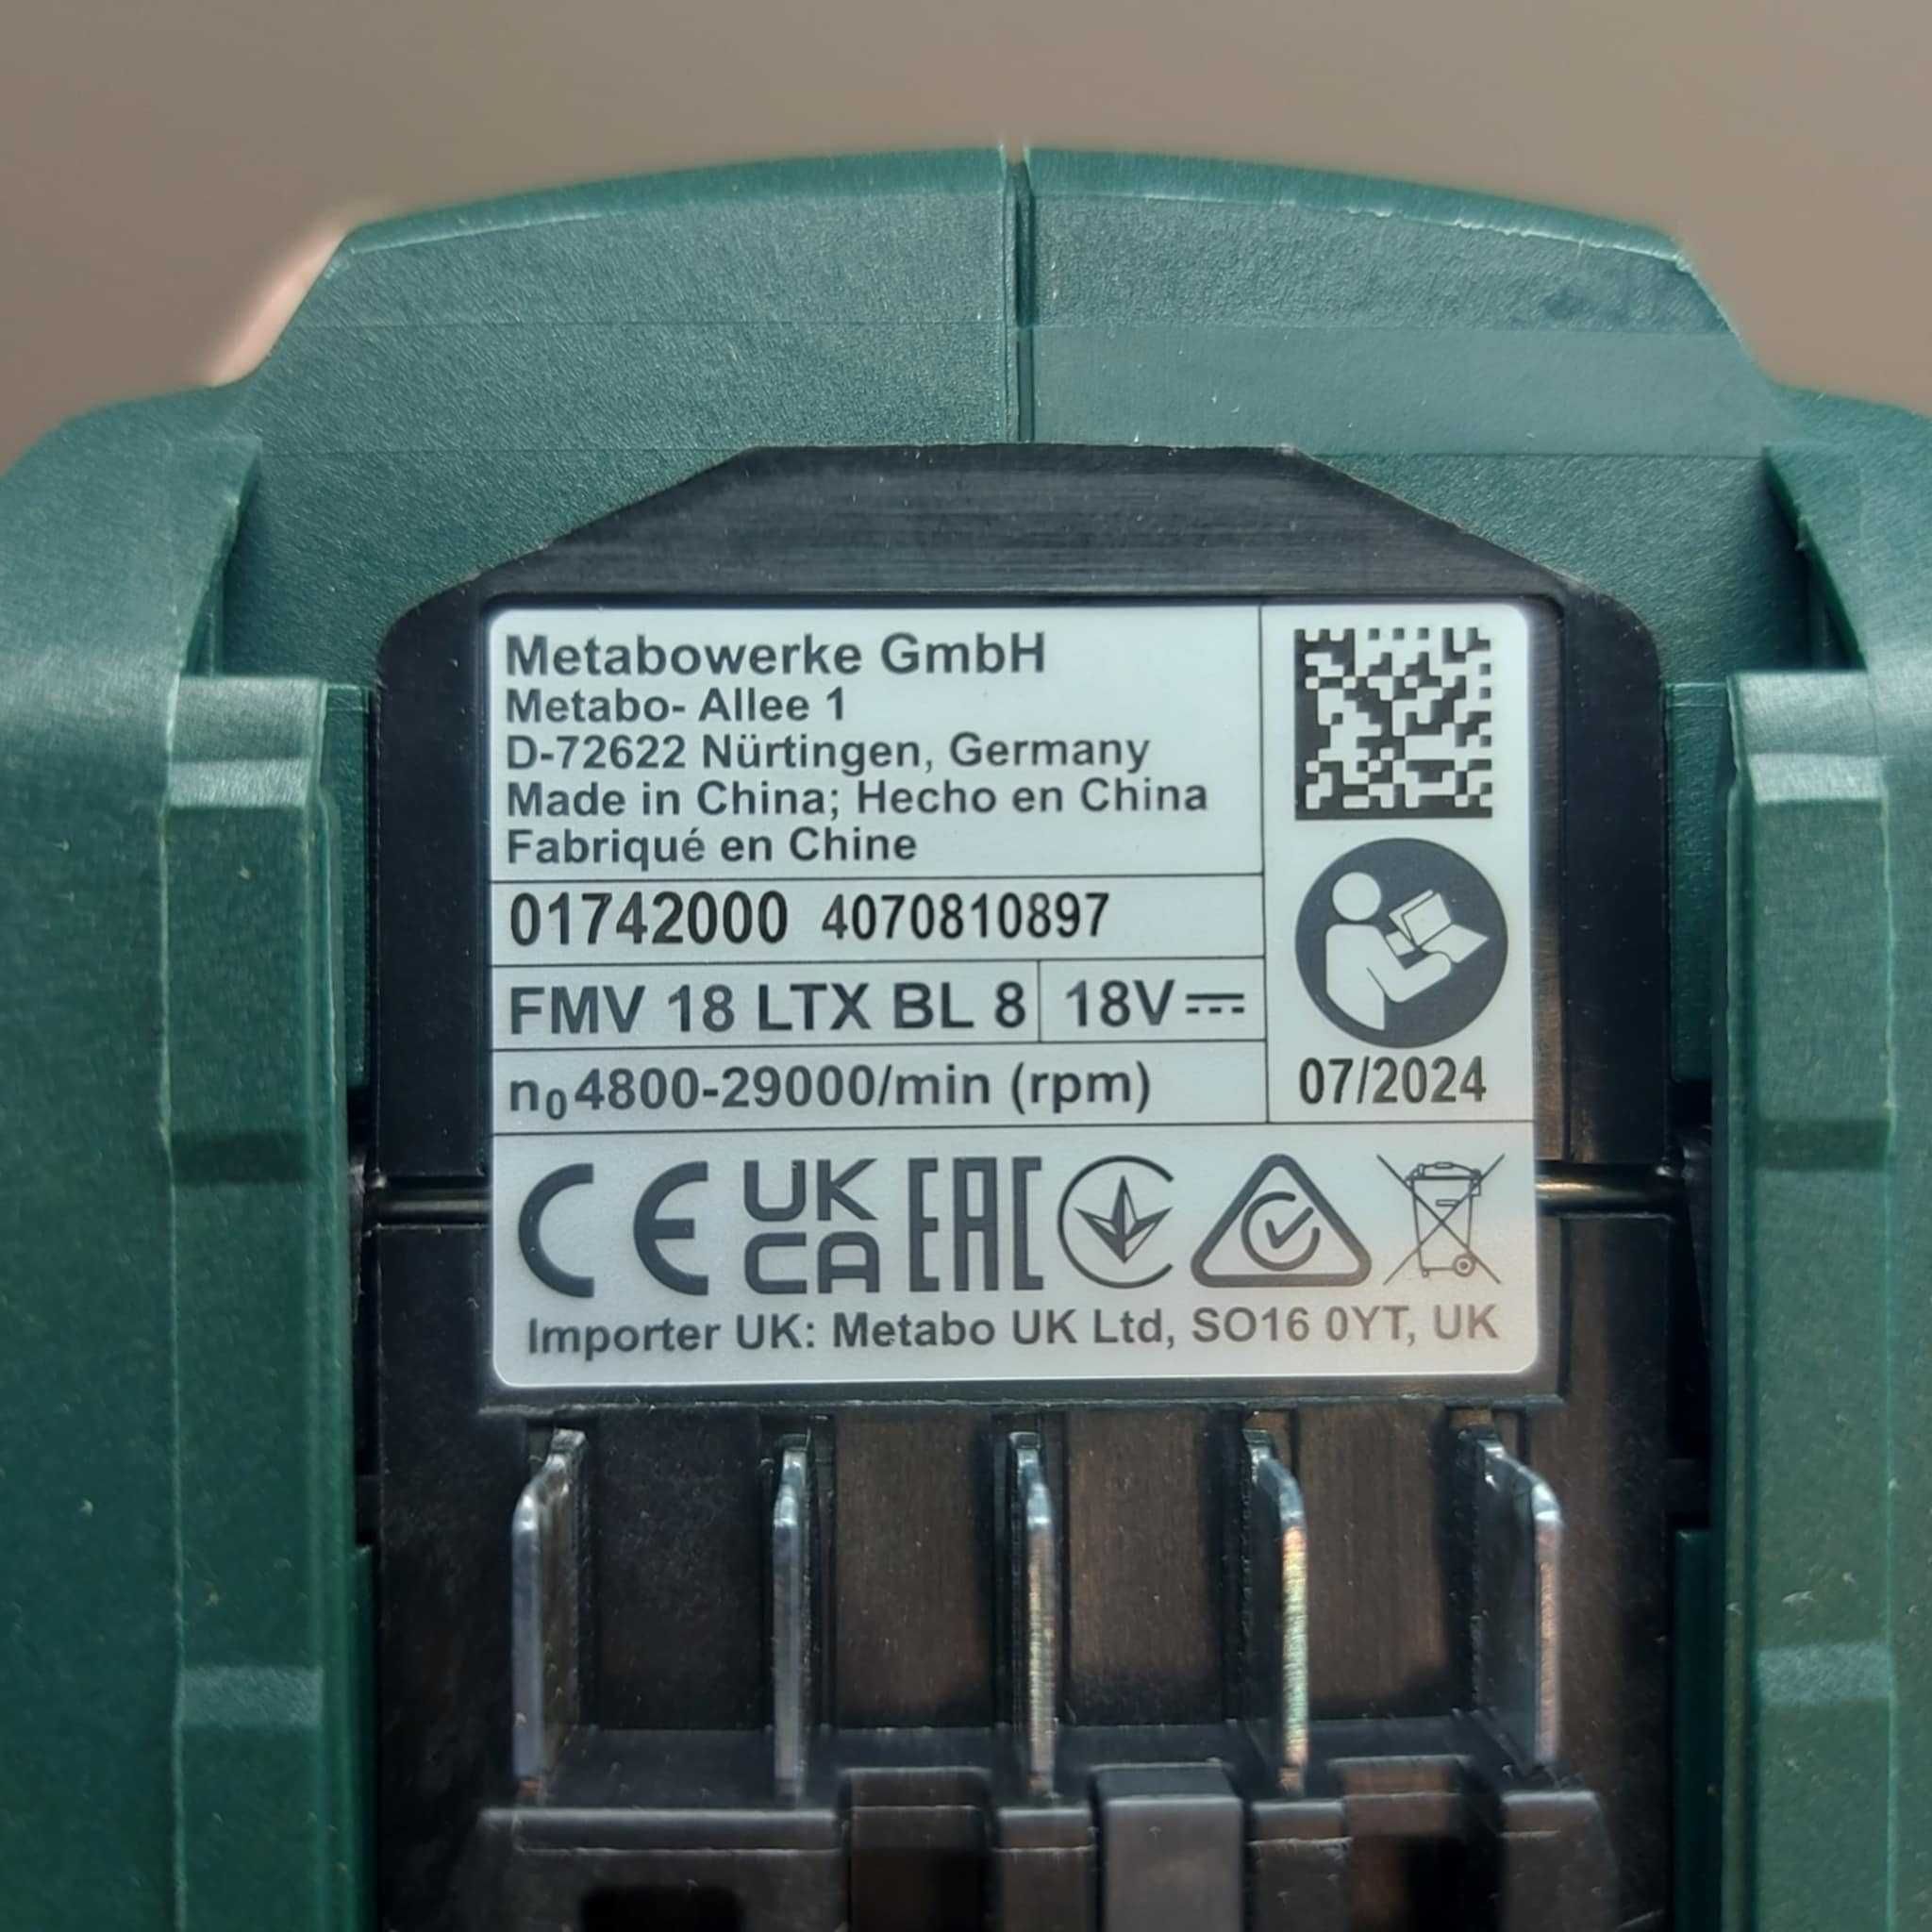 Metabowerke GmbH
Metabo- Allee 1
D-72622 Nürtingen, Germany
Made in China; Hecho en China
Fabriqué en Chine
01742000 4070810897
FMV 18 LTX BL 8 18V
n₀ 4800-29000/min (rpm)
07/2024
CE UK CA EAC
Importer UK: Metabo UK Ltd, SO16 0YT, UK